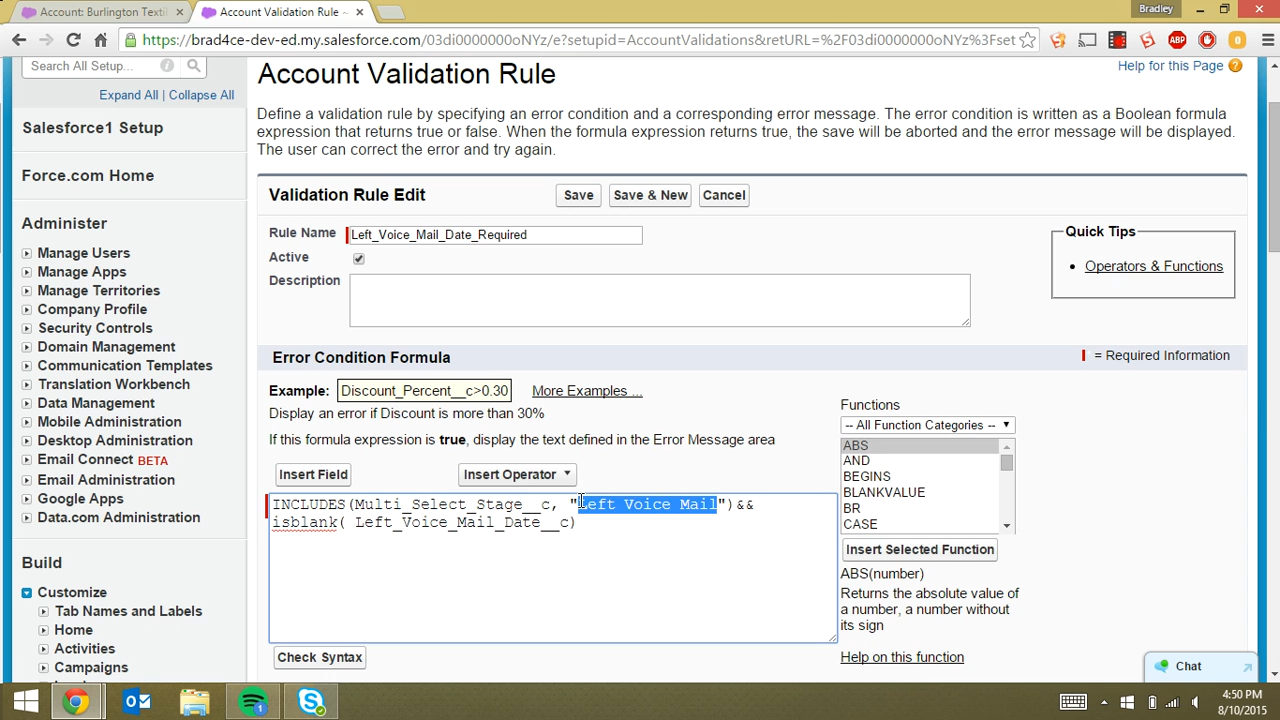 Account: Burlington Textil
Account Validation Rule ~
Bradley
https://brad4ce-dev-ed.my.salesforce.com/03di0000000oNYz/e?setupid=AccountValidations&retURL=%2F03di0000000oNYz%3Fset
Search All Setup...
Expand All | Collapse All
Salesforce1 Setup
Force.com Home
Administer
Manage Users
Manage Apps
Manage Territories
Company Profile
Security Controls
Domain Management
Communication Templates
Translation Workbench
Data Management
Mobile Administration
Desktop Administration
Email Connect BETA
Email Administration
Google Apps
Data.com Administration
Build
Customize
Tab Names and Labels
Home
Activities
Campaigns
Account Validation Rule
Help for this Page
Define a validation rule by specifying an error condition and a corresponding error message. The error condition is written as a Boolean formula
expression that returns true or false. When the formula expression returns true, the save will be aborted and the error message will be displayed.
The user can correct the error and try again.
Validation Rule Edit
Save
Save & New
Cancel
Rule Name
Left_Voice_Mail_Date_Required
Active
Description
Quick Tips
• Operators & Functions
Error Condition Formula
= Required Information
Example: Discount_Percent__c>0.30 More Examples ...
Display an error if Discount is more than 30%
If this formula expression is true, display the text defined in the Error Message area
Insert Field
Insert Operator
INCLUDES(Multi_Select_Stage__c, "Left Voice Mail")&&
isblank( Left_Voice_Mail_Date__c)
Check Syntax
Functions
-- All Function Categories --
ABS
AND
BEGINS
BLANKVALUE
BR
CASE
Insert Selected Function
ABS(number)
Returns the absolute value of
a number, a number without
its sign
Help on this function
Chat
4:50 PM
8/10/2015